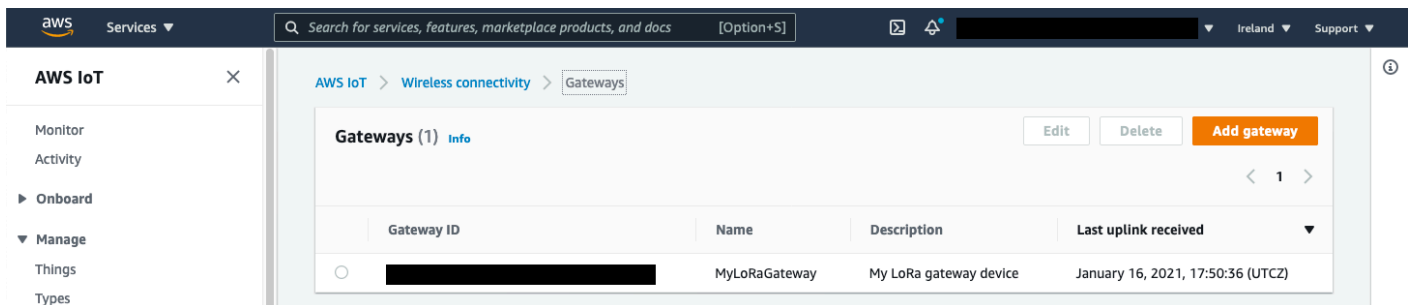 aws Services ▼ Search for services, features, marketplace products, and docs [Option+S] Ireland ▼ Support ▼
AWS IoT
Monitor
Activity
Onboard
Manage
Things
Types
AWS IoT > Wireless connectivity > Gateways
Gateways (1) Info
Edit Delete Add gateway
< 1 >
Gateway ID Name Description Last uplink received
MyLoRaGateway My LoRa gateway device January 16, 2021, 17:50:36 (UTCZ)